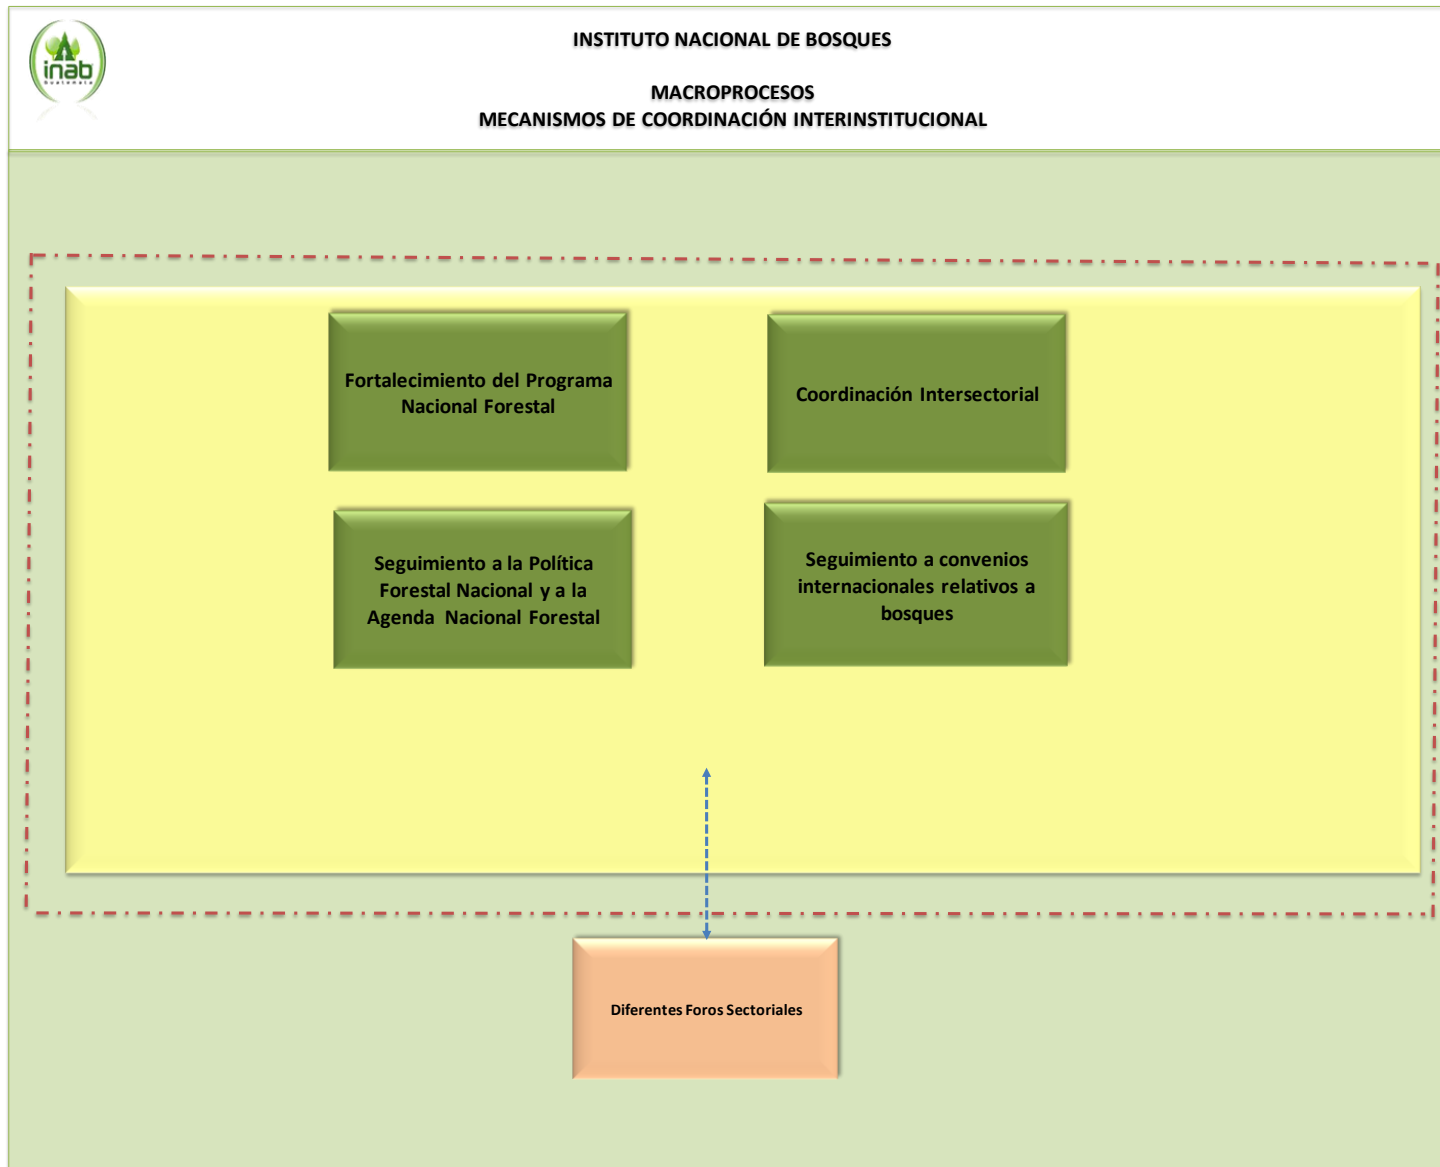 inab
Guatemala
INSTITUTO NACIONAL DE BOSQUES
MACROPROCESOS
MECANISMOS DE COORDINACIÓN INTERINSTITUCIONAL
Fortalecimiento del Programa
Nacional Forestal
Coordinación Intersectorial
Seguimiento a la Política
Forestal Nacional y a la
Agenda Nacional Forestal
Seguimiento a convenios
internacionales relativos a
bosques
Diferentes Foros Sectoriales